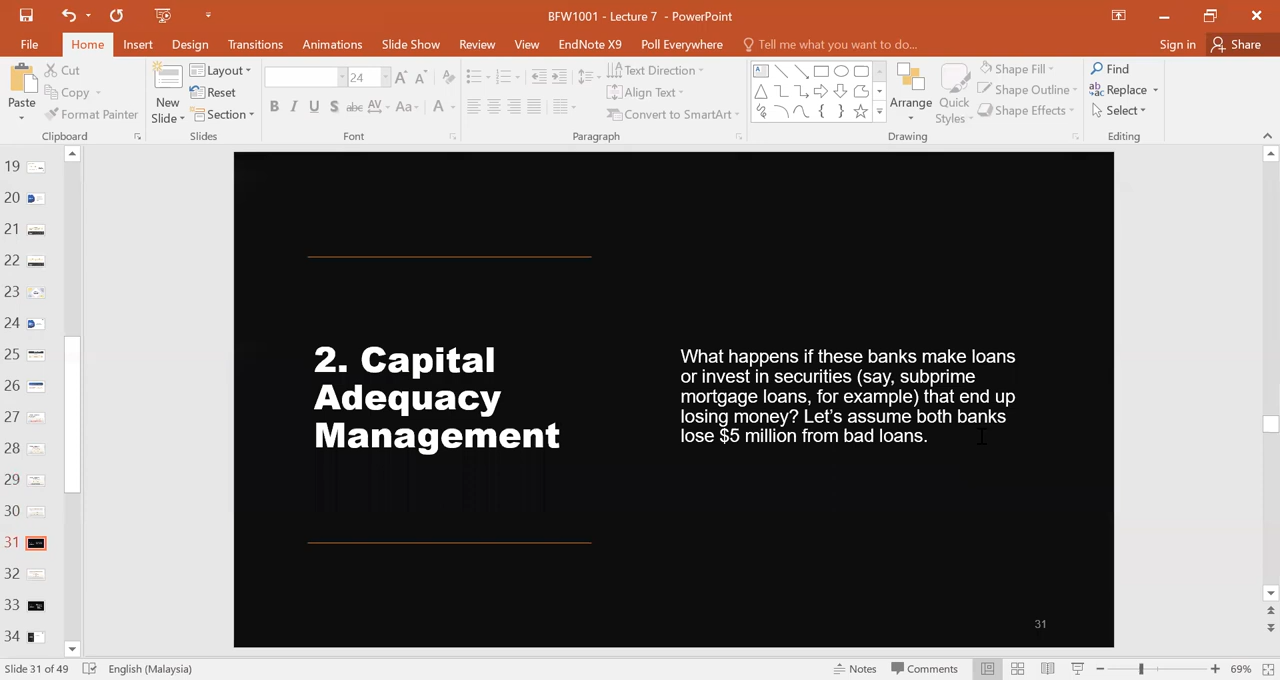 BFW1001 - Lecture 7 - PowerPoint
File Home Insert Design Transitions Animations Slide Show Review View EndNote X9 Poll Everywhere Tell me what you want to do... Sign in Share
Paste
Cut
Copy
Format Painter
Clipboard
New
Slide
Layout
Reset
Section
Slides
24
Font
Text Direction
Align Text
Convert to SmartArt
Paragraph
Arrange
Quick
Styles
Shape Fill
Shape Outline
Shape Effects
Drawing
Find
Replace
Select
Editing
19
20
21
22
23
24
25
26
27
28
29
30
31
32
33
34
2. Capital
Adequacy
Management
What happens if these banks make loans
or invest in securities (say, subprime
mortgage loans, for example) that end up
losing money? Let's assume both banks
lose $5 million from bad loans.
31
Slide 31 of 49 English (Malaysia) Notes Comments 69%